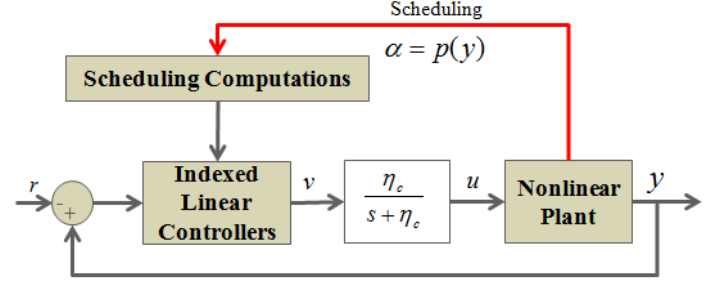 Scheduling
α = p(y)
Scheduling Computations
r
-
+
Indexed
Linear
Controllers
v
η_c
s + η_c
u
Nonlinear
Plant
y